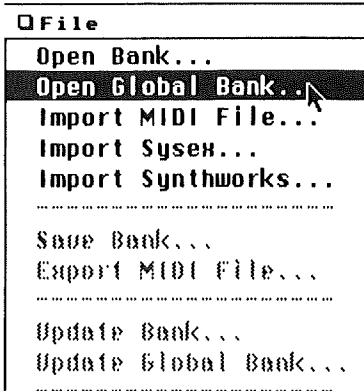 File
Open Bank...
Open Global Bank...
Import MIDI File...
Import Sysex...
Import Synthworks...
Save Bank...
Export MIDI File...
Update Bank...
Update Global Bank...